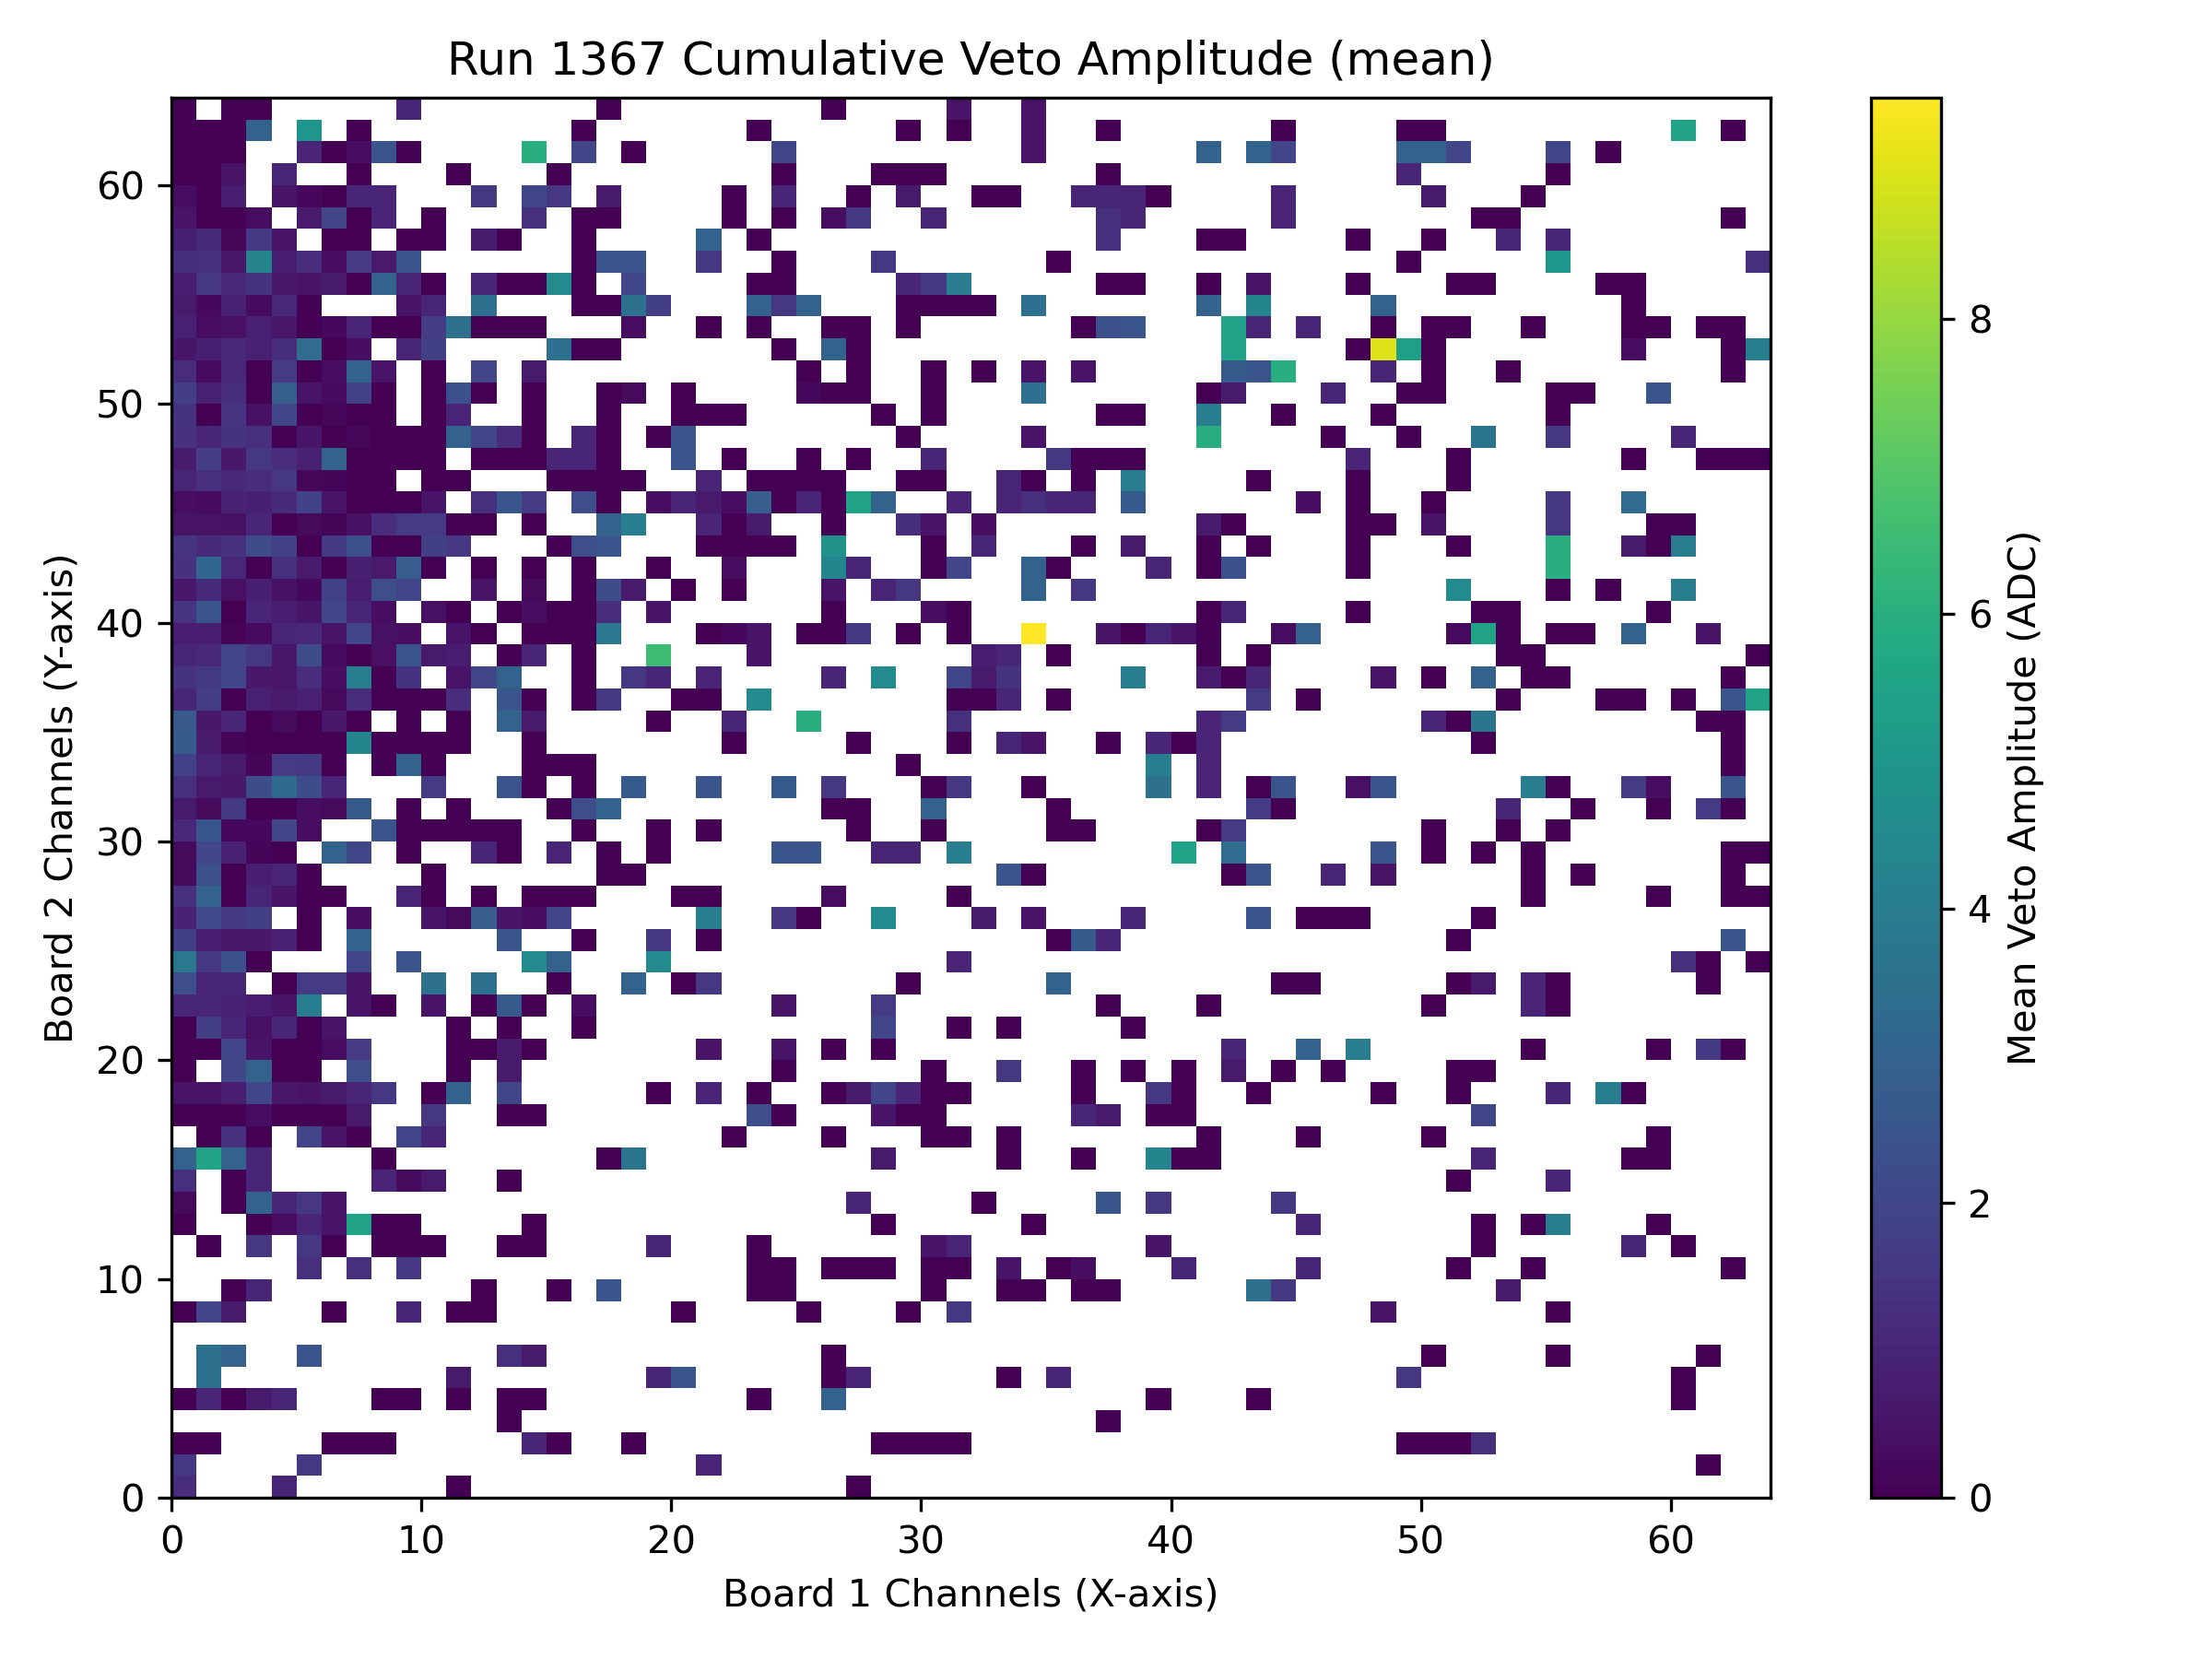 Run 1367 Cumulative Veto Amplitude (mean)
60
50
40
30
20
10
0
Board 2 Channels (Y-axis)
0 10 20 30 40 50 60
Board 1 Channels (X-axis)
8
6
4
2
0
Mean Veto Amplitude (ADC)